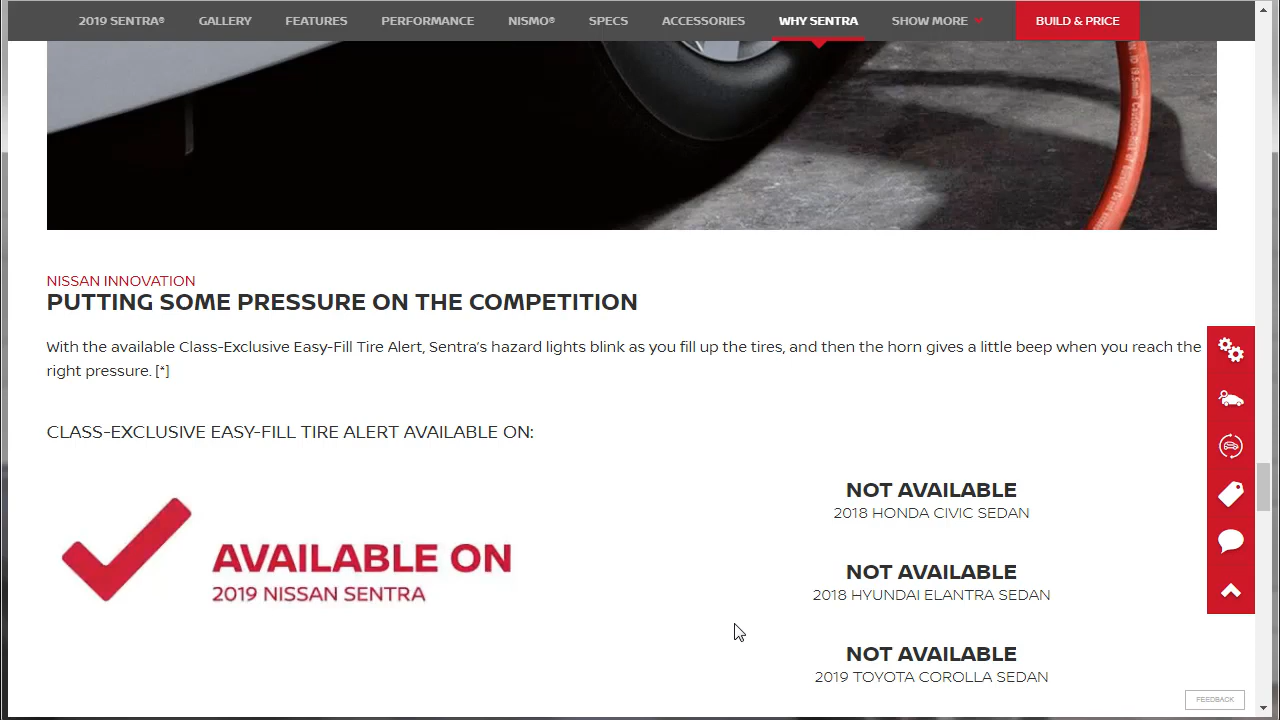 2019 SENTRA® GALLERY FEATURES PERFORMANCE NISMO® SPECS ACCESSORIES WHY SENTRA SHOW MORE BUILD & PRICE
NISSAN INNOVATION
PUTTING SOME PRESSURE ON THE COMPETITION
With the available Class-Exclusive Easy-Fill Tire Alert, Sentra's hazard lights blink as you fill up the tires, and then the horn gives a little beep when you reach the
right pressure. [*]
CLASS-EXCLUSIVE EASY-FILL TIRE ALERT AVAILABLE ON:
AVAILABLE ON
2019 NISSAN SENTRA
NOT AVAILABLE
2018 HONDA CIVIC SEDAN
NOT AVAILABLE
2018 HYUNDAI ELANTRA SEDAN
NOT AVAILABLE
2019 TOYOTA COROLLA SEDAN
FEEDBACK